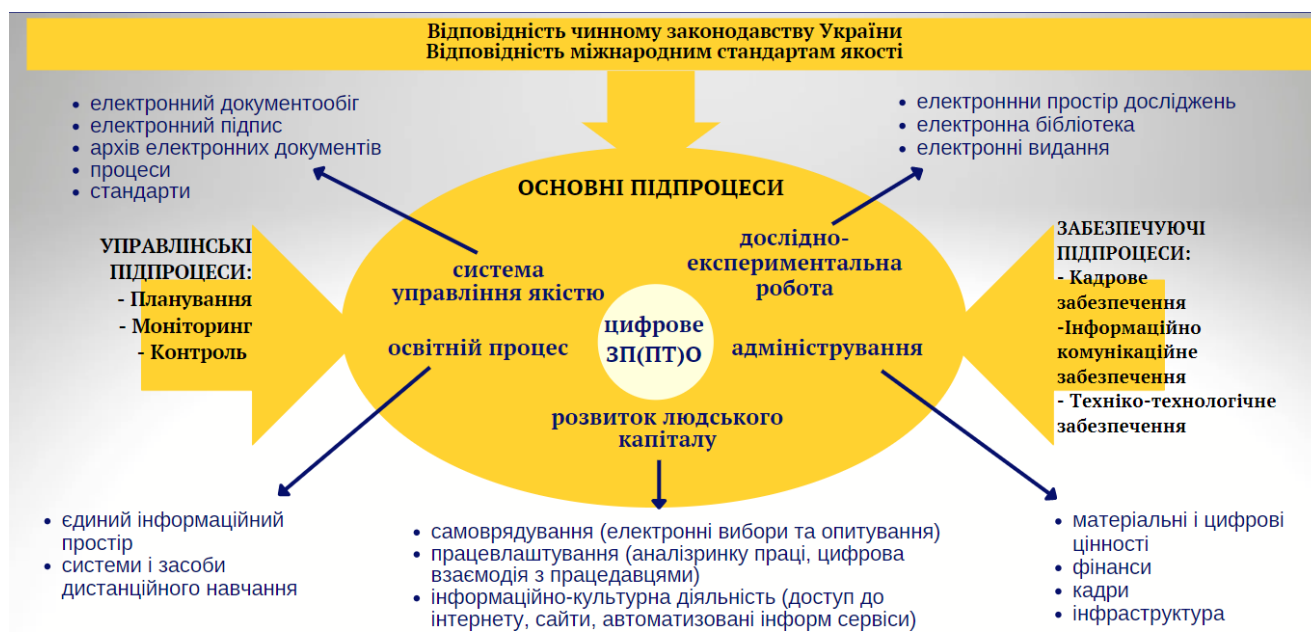 Відповідність чинному законодавству України
Відповідність міжнародним стандартам якості
• електронний документообіг
• електронний підпис
• архів електронних документів
• процеси
• стандарти
• електроннни простір досліджень
• електронна бібліотека
• електронні видання
ОСНОВНІ ПІДПРОЦЕСИ
УПРАВЛІНСЬКІ
ПІДПРОЦЕСИ:
- Планування
- Моніторинг
- Контроль
система
управління якістю
дослідно-
експериментальна
робота
освітній процес
цифрове
ЗП(ПТ)О
адміністрування
розвиток людського
капіталу
ЗАБЕЗПЕЧУЮЧІ
ПІДПРОЦЕСИ:
- Кадрове
забезпечення
-Інформаційно
комунікаційне
забезпечення
- Техніко-технологічне
забезпечення
• єдиний інформаційний
простір
• системи і засоби
дистанційного навчання
• самоврядування (електронні вибори та опитування)
• працевлаштування (аналізринку праці, цифрова
взаємодія з працедавцями)
• інформаційно-культурна діяльність (доступ до
інтернету, сайти, автоматизовані інформ сервіси)
• матеріальні і цифрові
цінності
• фінанси
• кадри
• інфраструктура